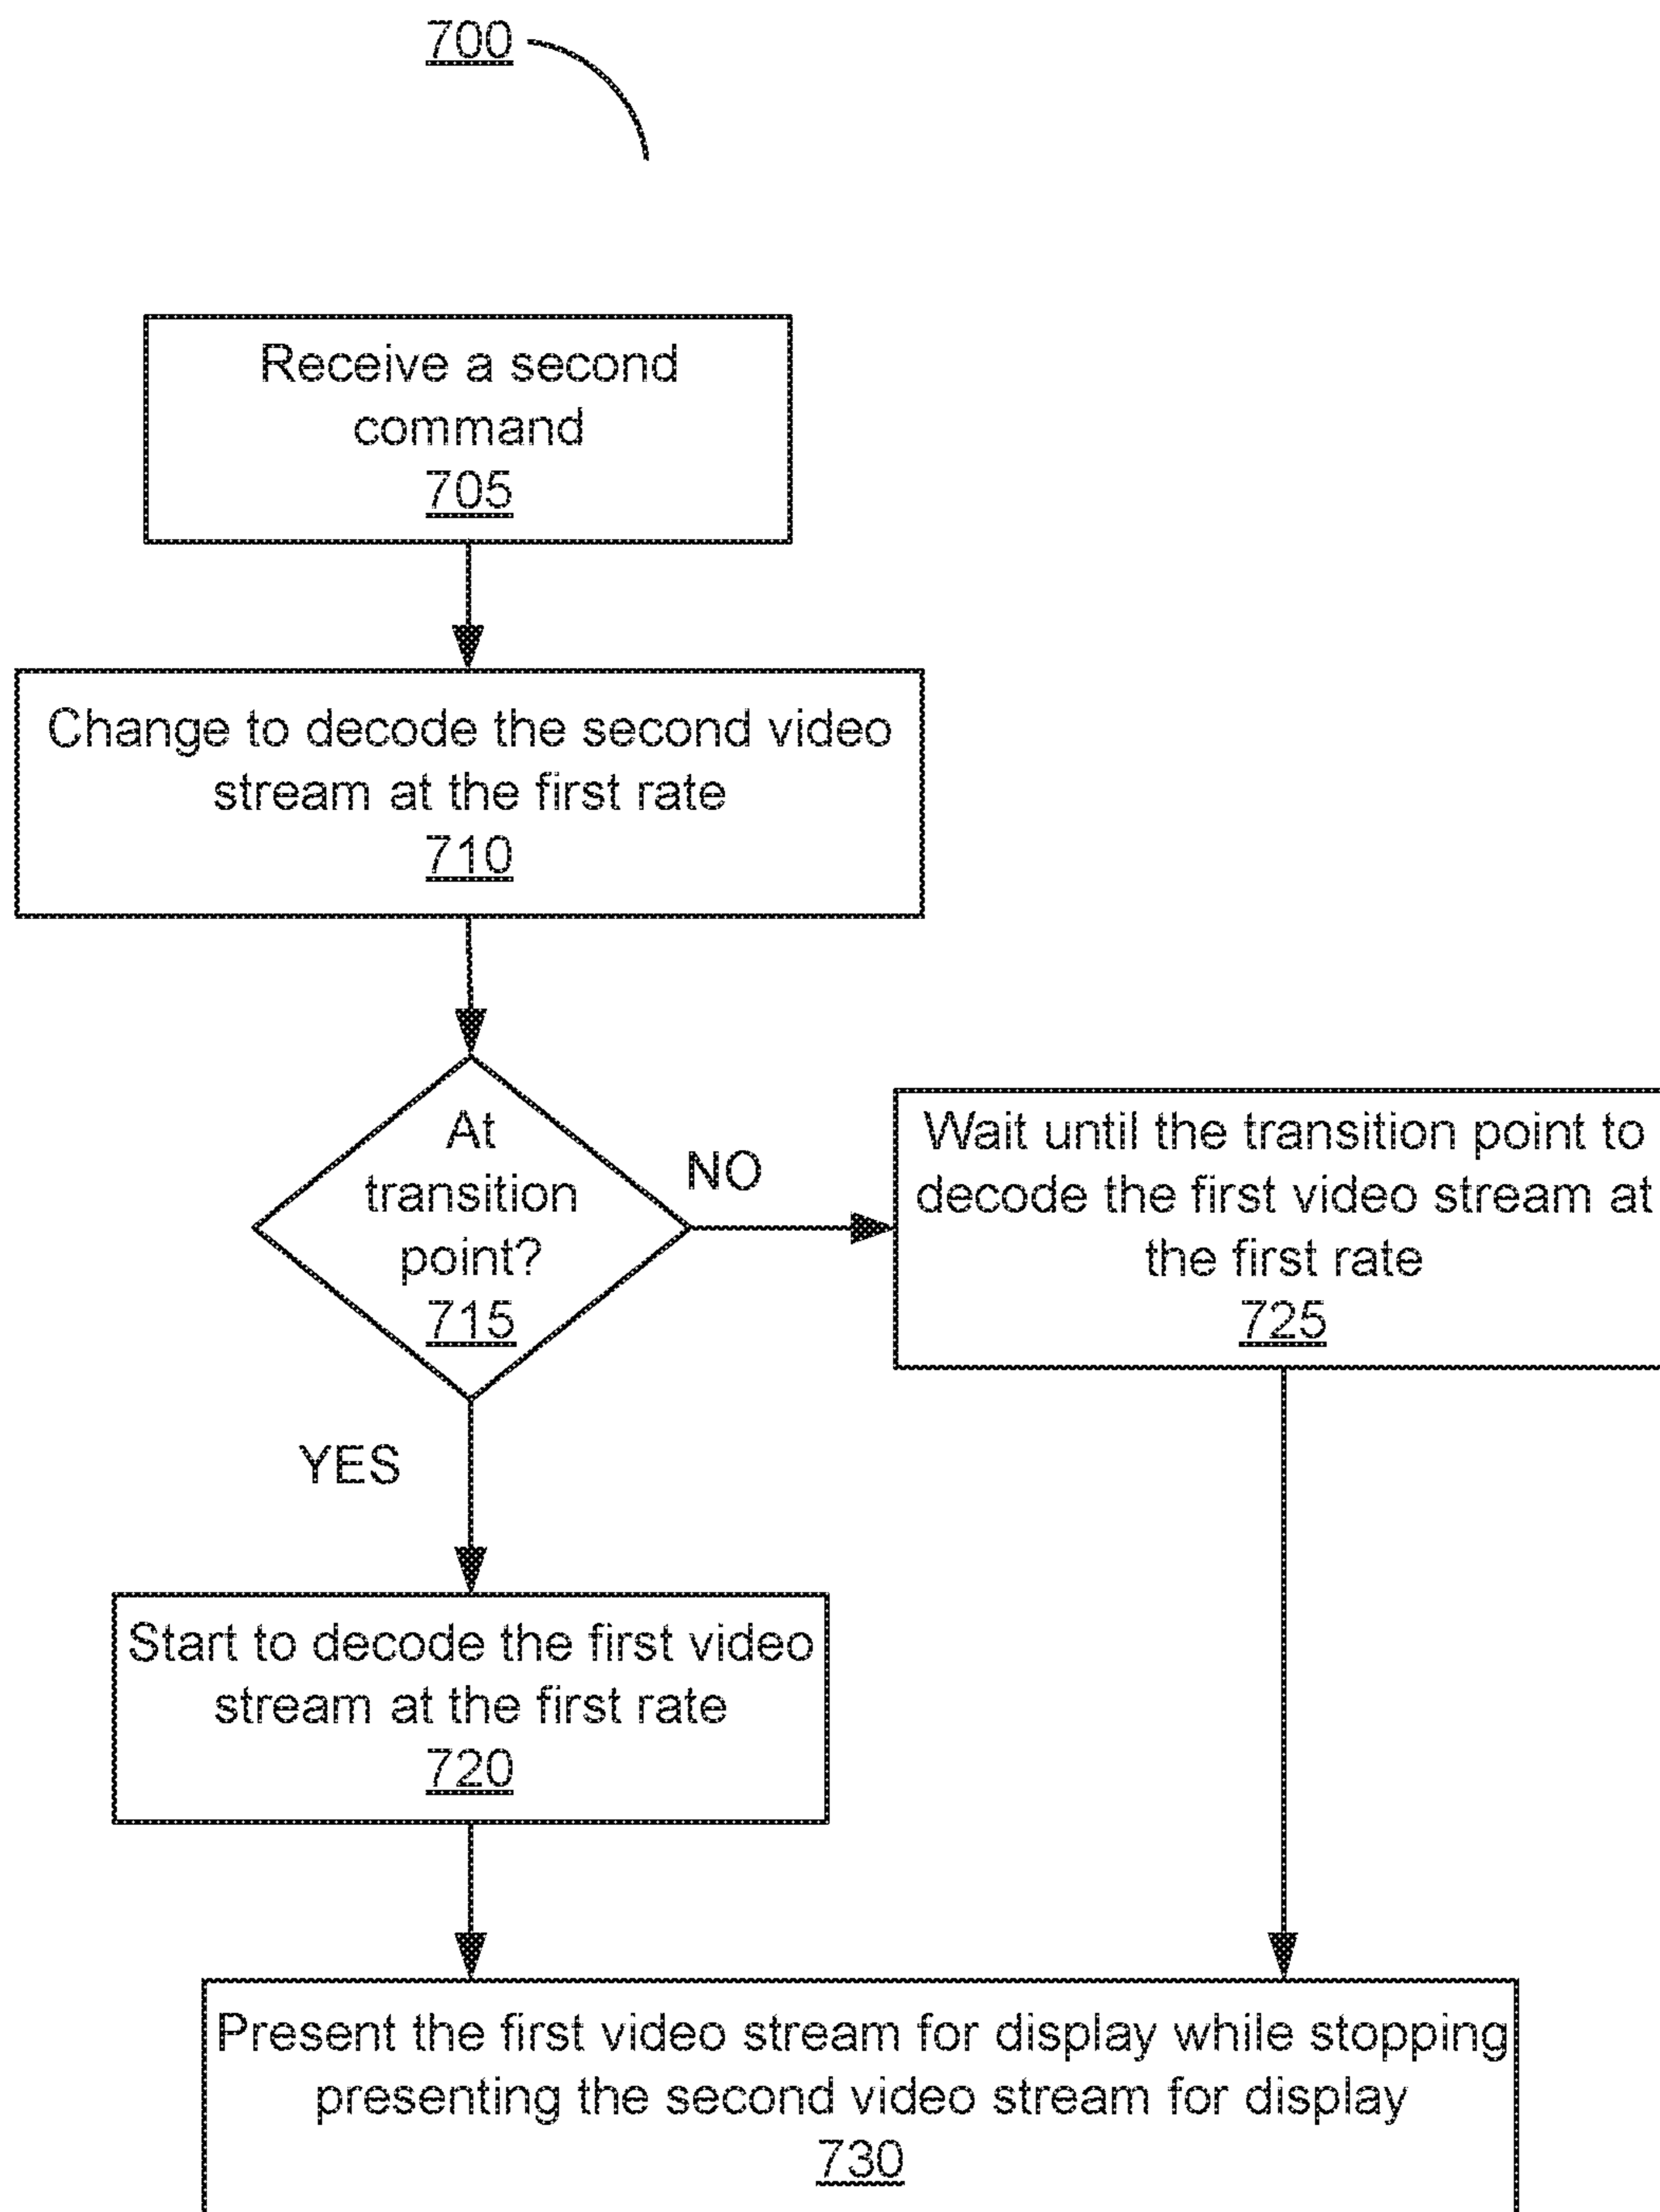 700
Receive a second
command
705
Change to decode the second video
stream at the first rate
710
At
transition
point?
715
NO
Wait until the transition point to
decode the first video stream at
the first rate
725
YES
Start to decode the first video
stream at the first rate
720
Present the first video stream for display while stopping
presenting the second video stream for display
730